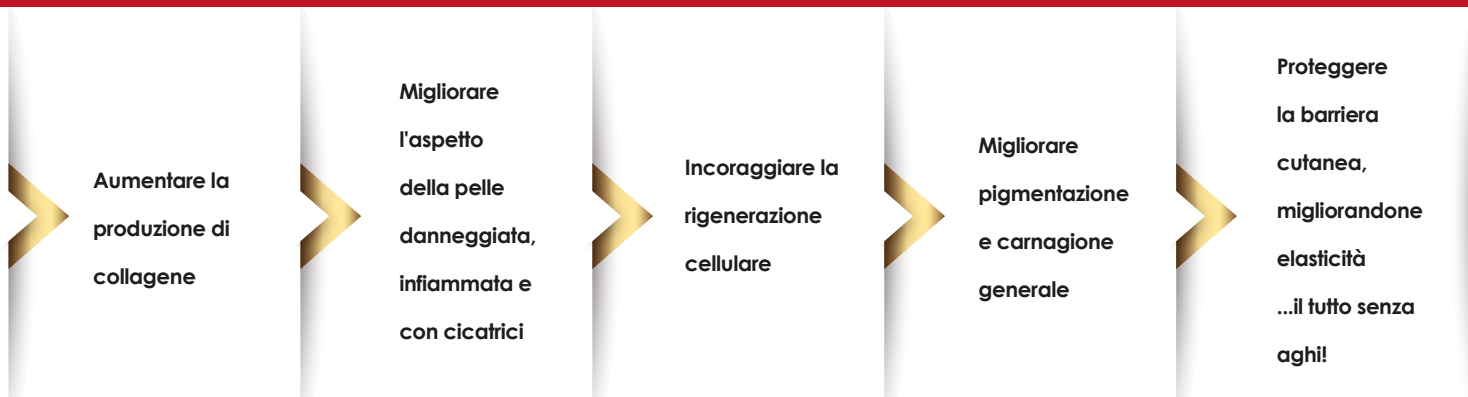 Aumentare la
produzione di
collagene
Migliorare
l'aspetto
della pelle
danneggiata,
infiammata e
con cicatrici
Incoraggiare la
rigenerazione
cellulare
Migliorare
pigmentazione
e carnagione
generale
Proteggere
la barriera
cutanea,
migliorandone
elasticità
...il tutto senza
aghi!